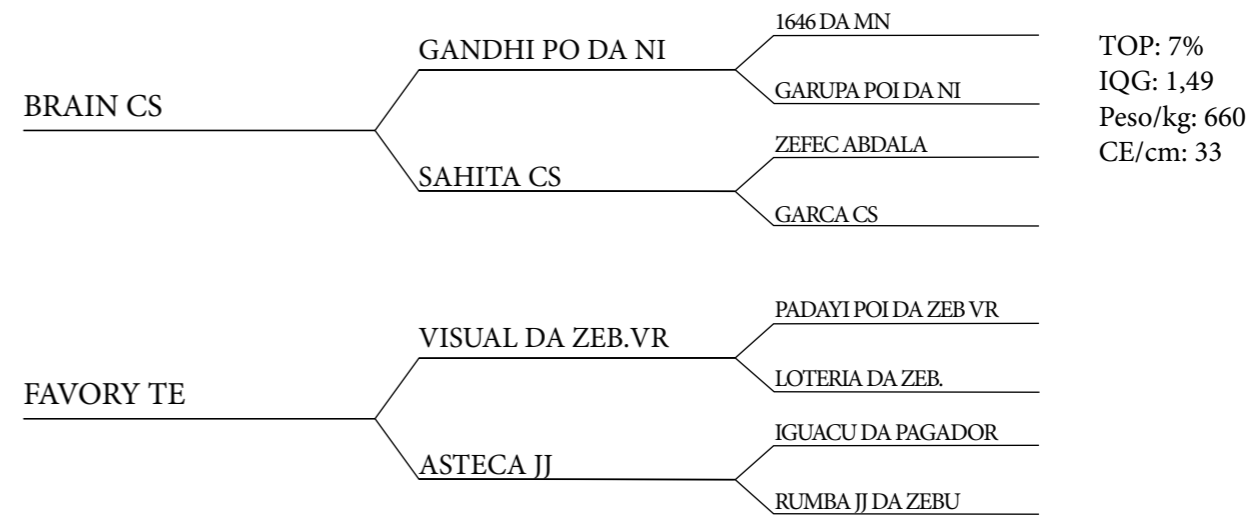 BRAIN CS
GANDHI PO DA NI
1646 DA MN
GARUPA POI DA NI
SAHITA CS
ZEFEC ABDALA
GARCA CS
TOP: 7%
IQG: 1,49
Peso/kg: 660
CE/cm: 33
FAVORY TE
VISUAL DA ZEB.VR
PADAYI POI DA ZEB VR
LOTERIA DA ZEB.
ASTECA JJ
IGUACU DA PAGADOR
RUMBA JJ DA ZEBU